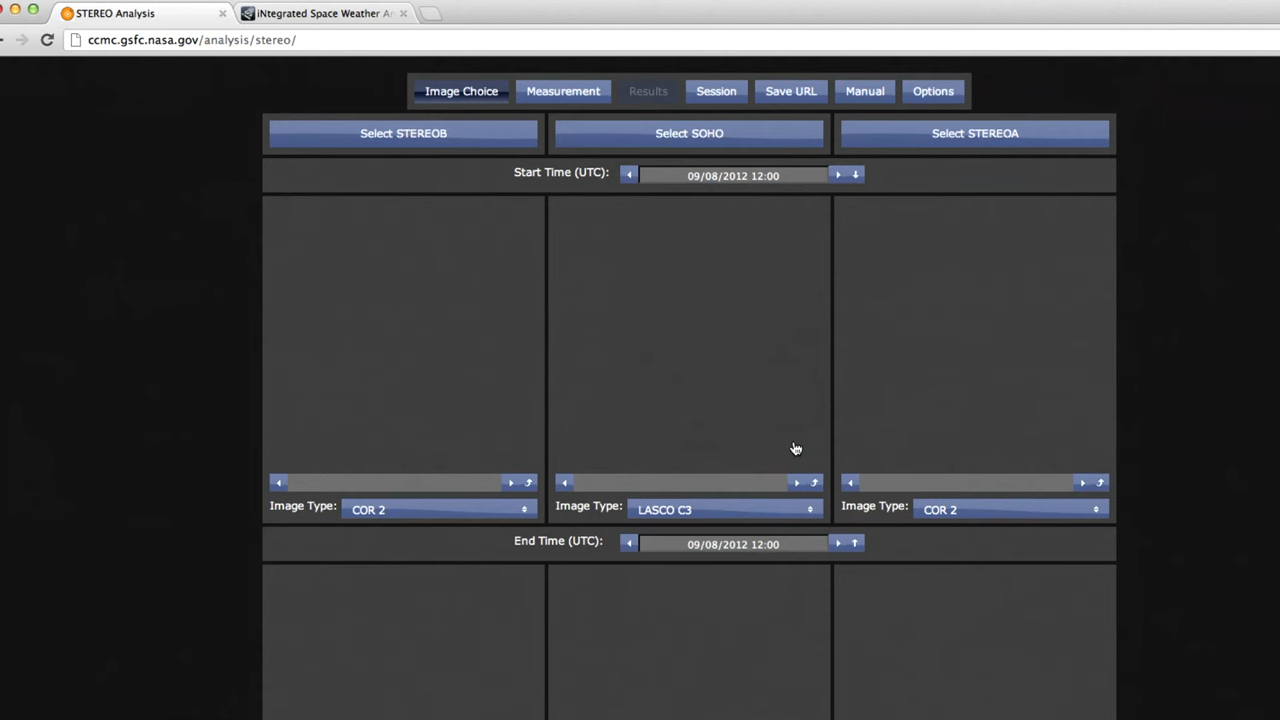 STEREO Analysis
iNtegrated Space Weather An
ccmc.gsfc.nasa.gov/analysis/stereo/
Image Choice
Measurement
Results
Session
Save URL
Manual
Options
Select STEREOB
Select SOHO
Select STEREOA
Start Time (UTC):
09/08/2012 12:00
Image Type:
COR 2
Image Type:
LASCO C3
Image Type:
COR 2
End Time (UTC):
09/08/2012 12:00